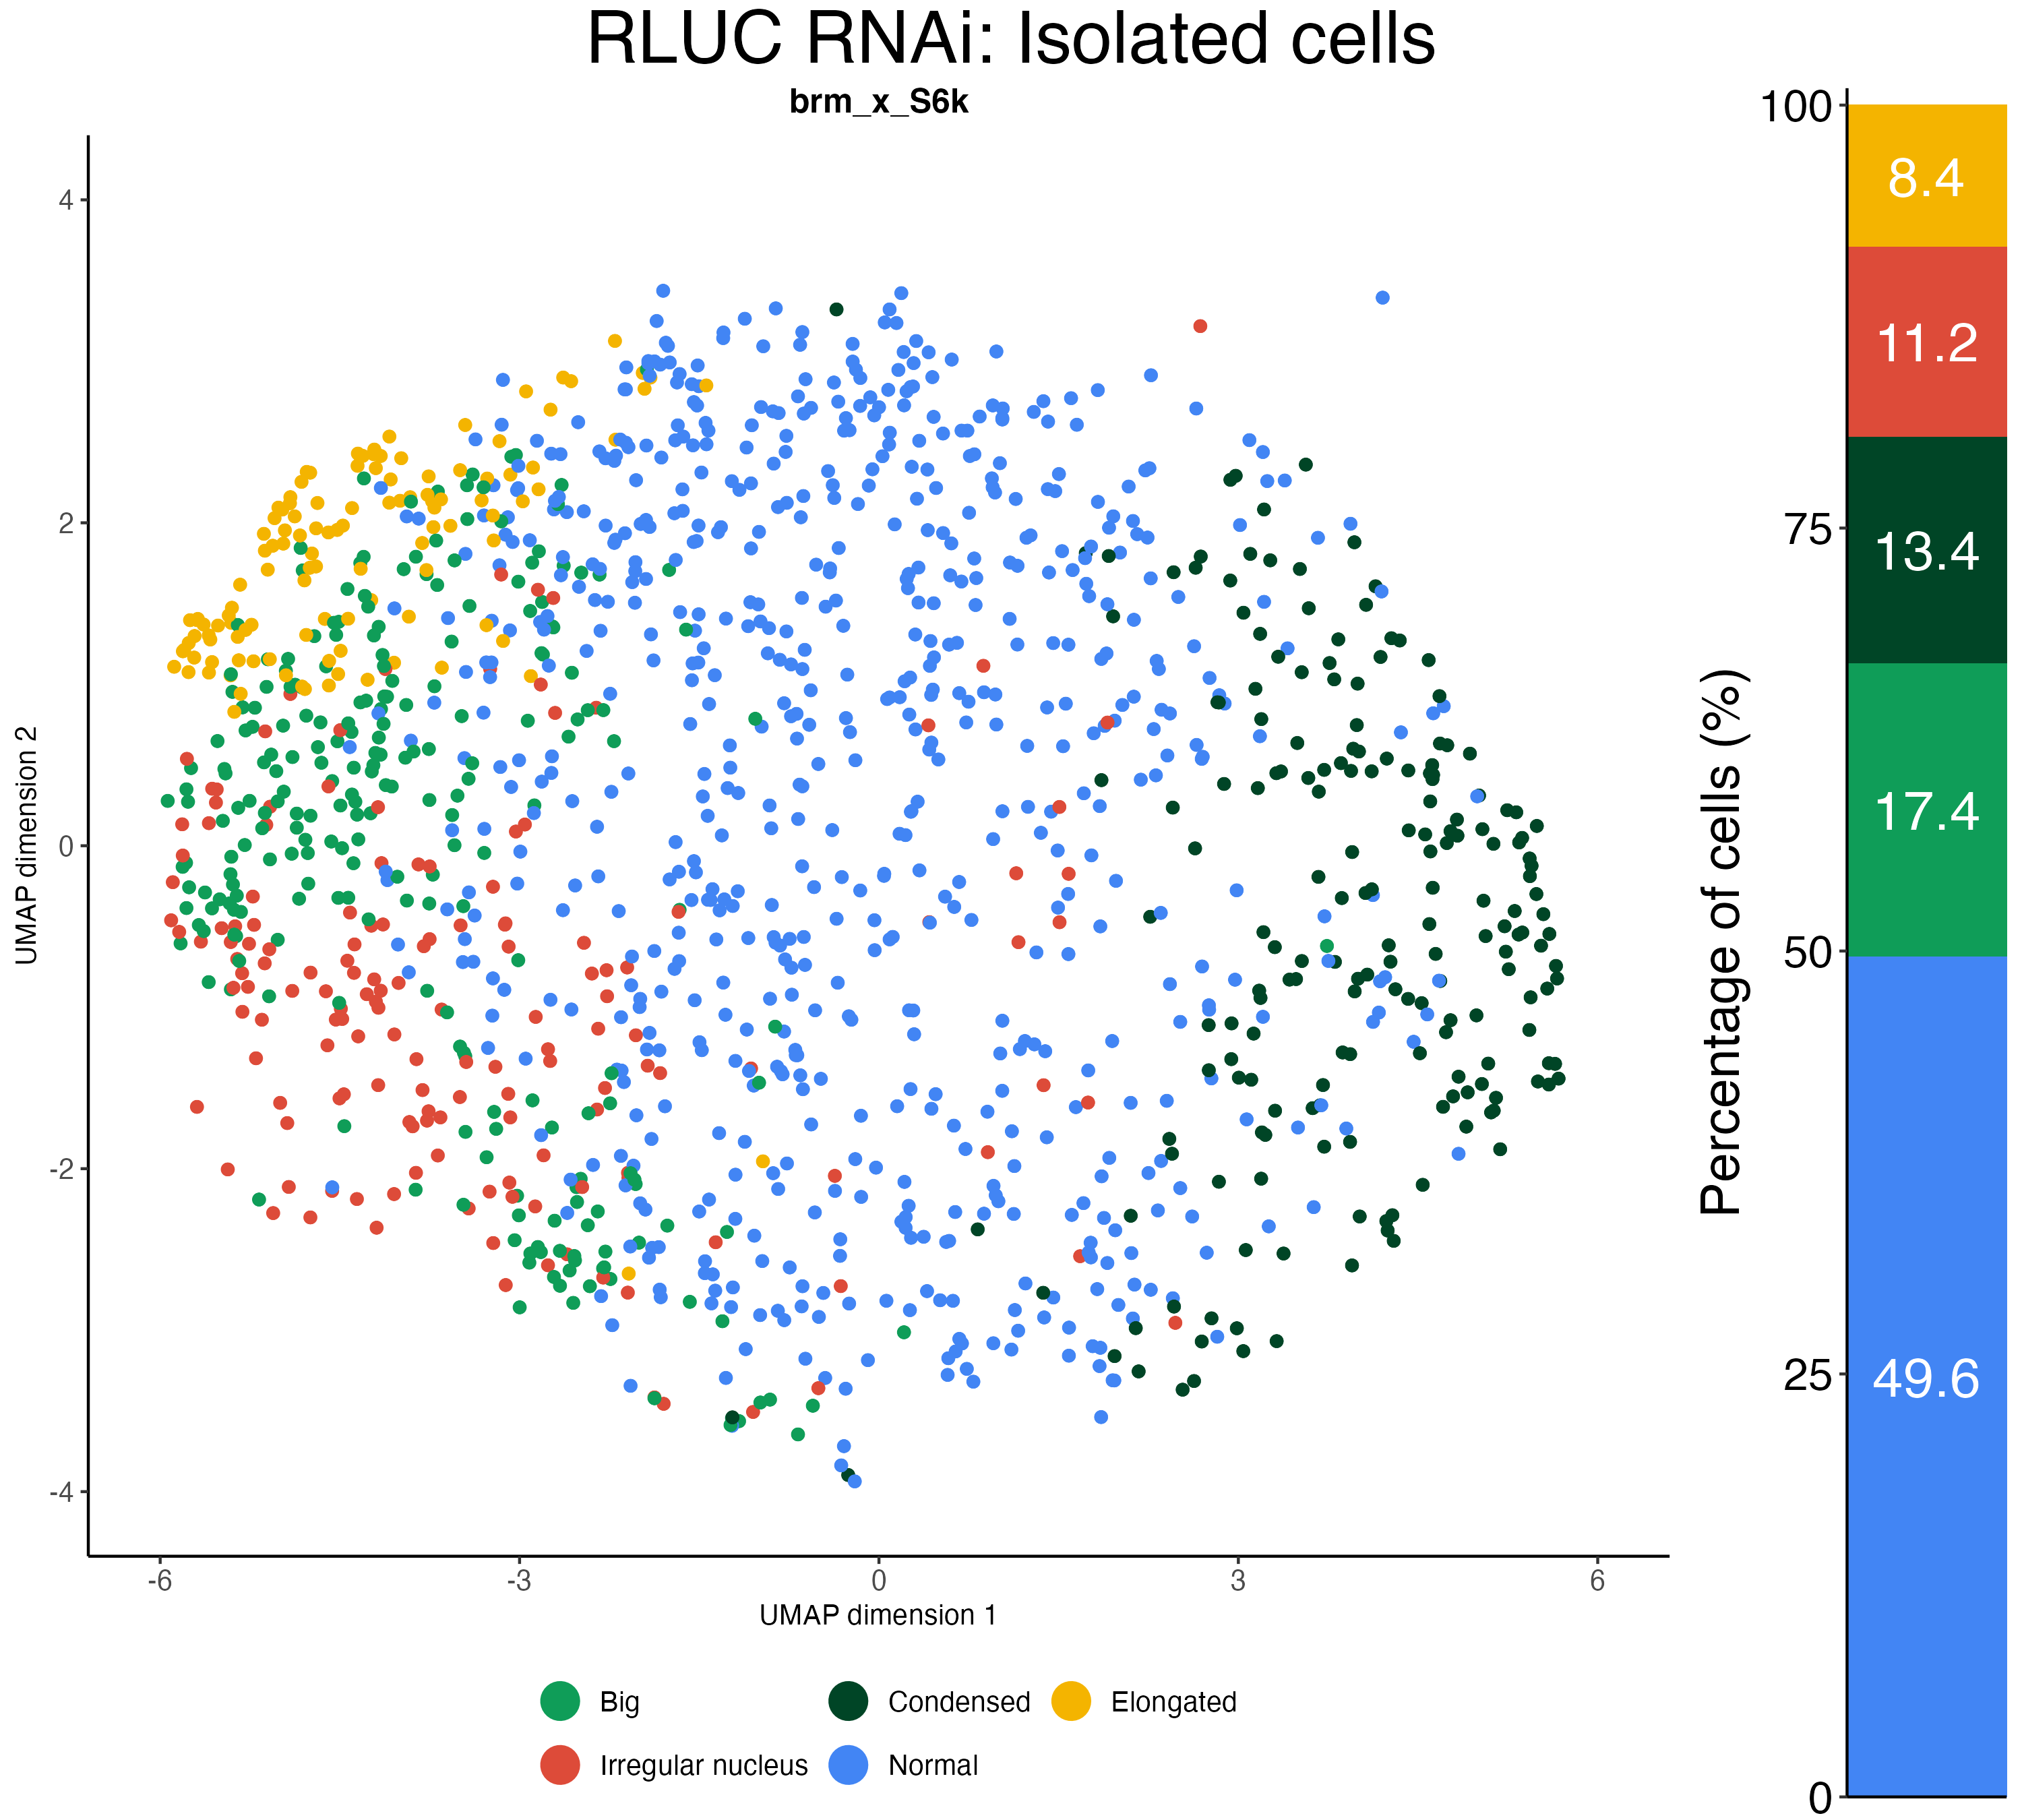 RLUC RNAi: Isolated cells
brm_x_S6k
UMAP dimension 2
4
2
0
-2
-4
-6
-3
0
3
6
UMAP dimension 1
Big
Condensed
Elongated
Irregular nucleus
Normal
Percentage of cells (%)
100
75
50
25
0
8.4
11.2
13.4
17.4
49.6